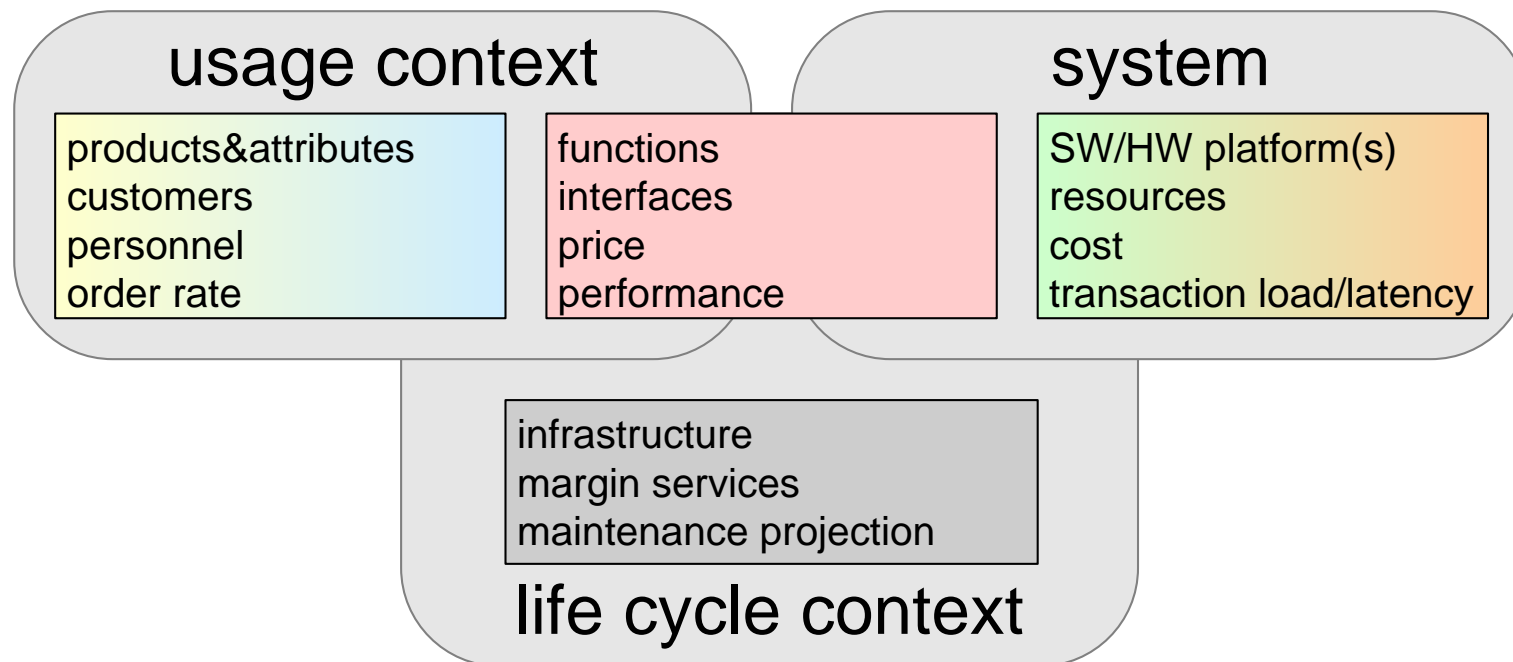 usage context
system
products&attributes
customers
personnel
order rate
functions
interfaces
price
performance
SW/HW platform(s)
resources
cost
transaction load/latency
infrastructure
margin services
maintenance projection
life cycle context